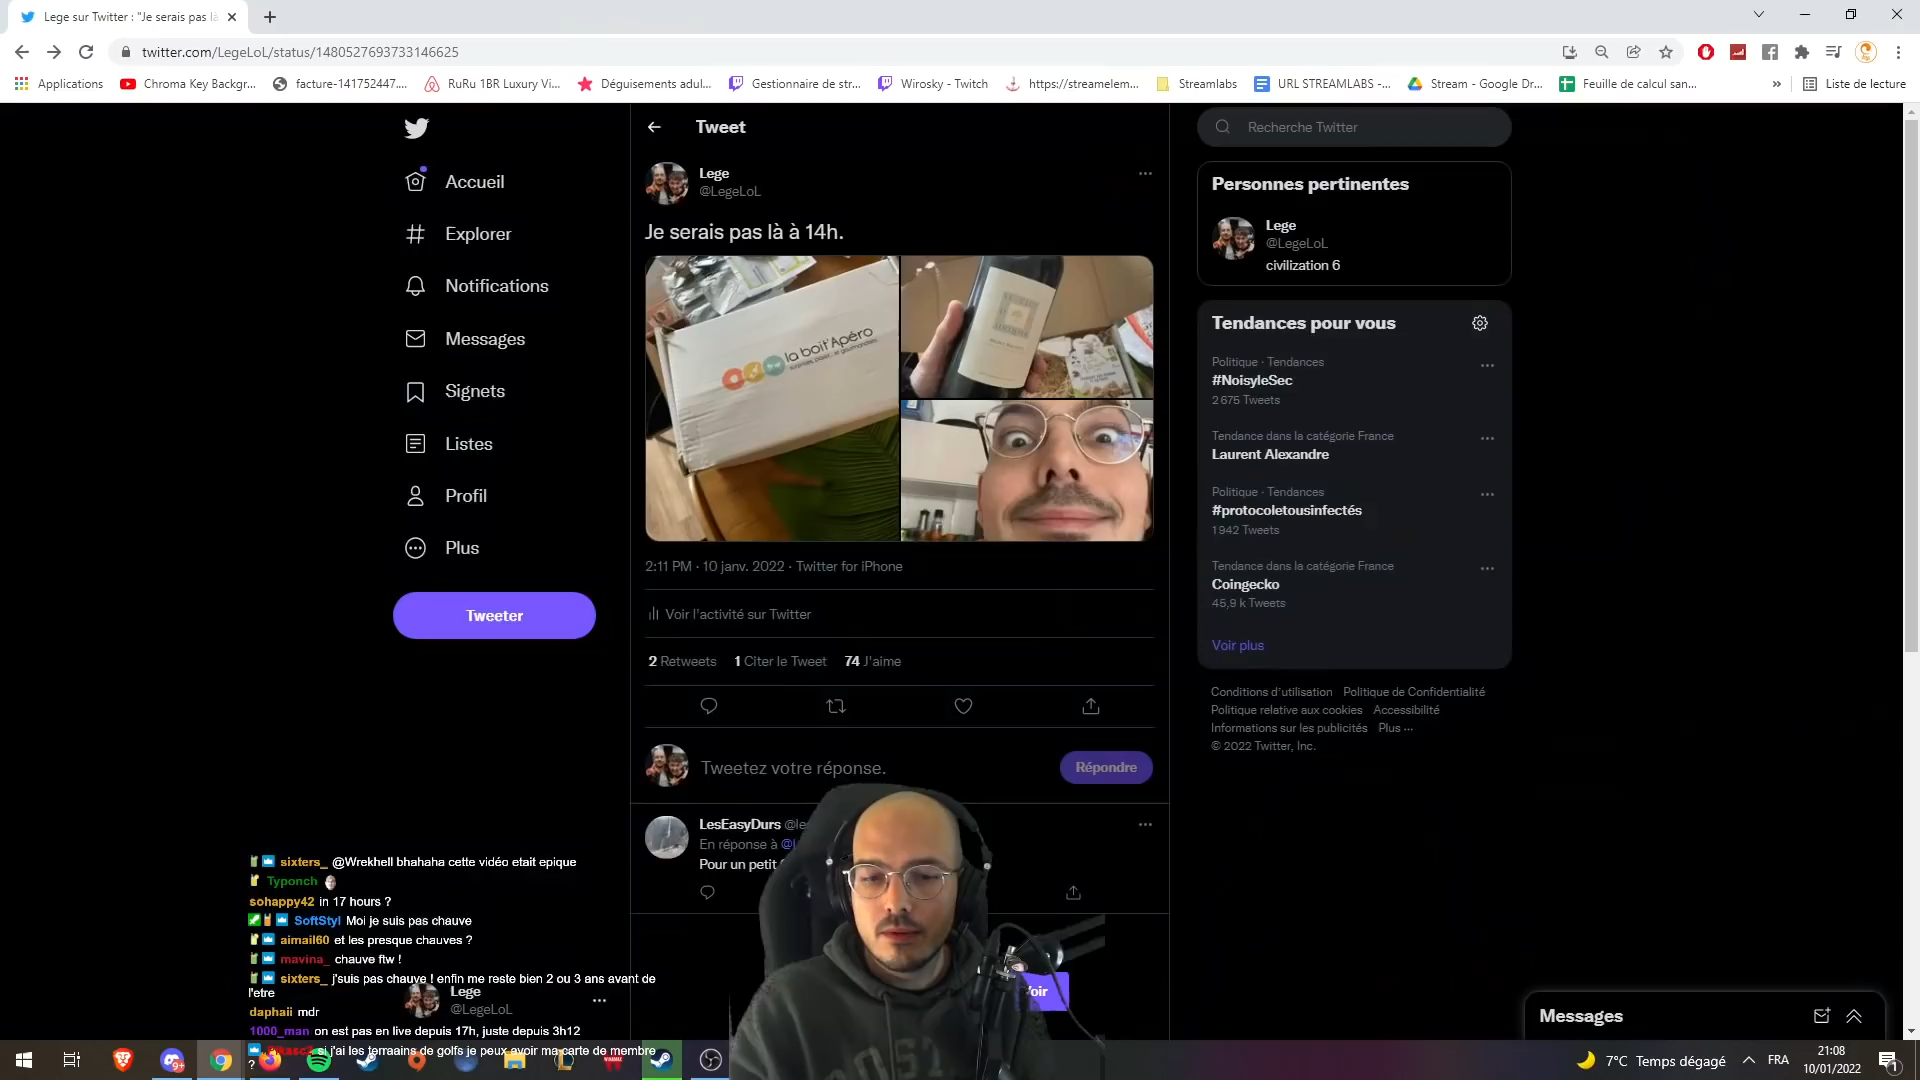 Lege sur Twitter : "Je serais pas là
twitter.com/LegeLoL/status/1480527693733146625
Applications
Chroma Key Backgr...
facture-141752447....
RuRu 1BR Luxury Vi...
Déguisements adul...
Gestionnaire de str...
Wirosky - Twitch
https://streamelem...
Streamlabs
URL STREAMLABS -...
Stream - Google Dr...
Feuille de calcul san...
»
Liste de lecture
Accueil
Explorer
Notifications
Messages
Signets
Listes
Profil
Plus
Tweeter
Tweet
Lege
@LegeLoL
Je serais pas là à 14h.
la boit'Apéro
2:11 PM · 10 janv. 2022 · Twitter for iPhone
Voir l'activité sur Twitter
2 Retweets 1 Citer le Tweet 74 J'aime
Tweetez votre réponse.
Répondre
LesEasyDurs @le
En réponse à @L
Pour un petit
oir
Recherche Twitter
Personnes pertinentes
Lege
@LegeLoL
civilization 6
Tendances pour vous
Politique · Tendances
#NoisyleSec
2 675 Tweets
Tendance dans la catégorie France
Laurent Alexandre
Politique · Tendances
#protocoletousinfectés
1 942 Tweets
Tendance dans la catégorie France
Coingecko
45,9 k Tweets
Voir plus
Conditions d'utilisation Politique de Confidentialité
Politique relative aux cookies Accessibilité
Informations sur les publicités Plus ···
© 2022 Twitter, Inc.
Messages
sixters_ @Wrekhell bhahaha cette vidéo etait epique
Typonch
sohappy42 in 17 hours ?
SoftStyl Moi je suis pas chauve
aimail60 et les presque chauves ?
mavina_ chauve ftw !
sixters_ j'suis pas chauve ! enfin me reste bien 2 ou 3 ans avant de
l'etre
daphaii mdr
1000_man on est pas en live depuis 17h, juste depuis 3h12
si j'ai les terraains de golfs je peux avoir ma carte de membre
?
Lege
@LegeLoL
9+
7°C Temps dégagé
FRA
21:08
10/01/2022
1